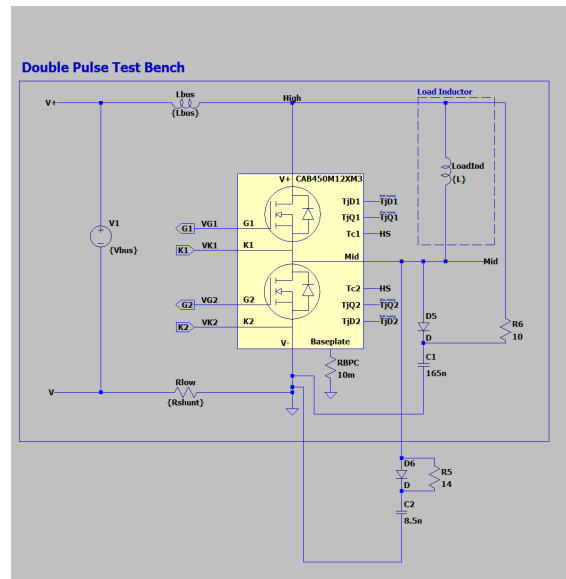 Double Pulse Test Bench
Lbus
{Lbus}
V+
High
Load Inductor
LoadInd
{L}
V+ CAB450M12XM3
TjD1
TjD1
TjQ1
TjQ1
Tc1
HS
V1
{Vbus}
G1
VG1
G1
K1
VK1
K1
Mid
Mid
Tc2
HS
G2
VG2
G2
TjQ2
TjQ2
K2
VK2
K2
TjD2
TjD2
V-
Baseplate
D5
D
R6
10
C1
165n
RBPC
10m
V-
Rlow
{Rshunt}
D6
D
R5
14
C2
8.5n